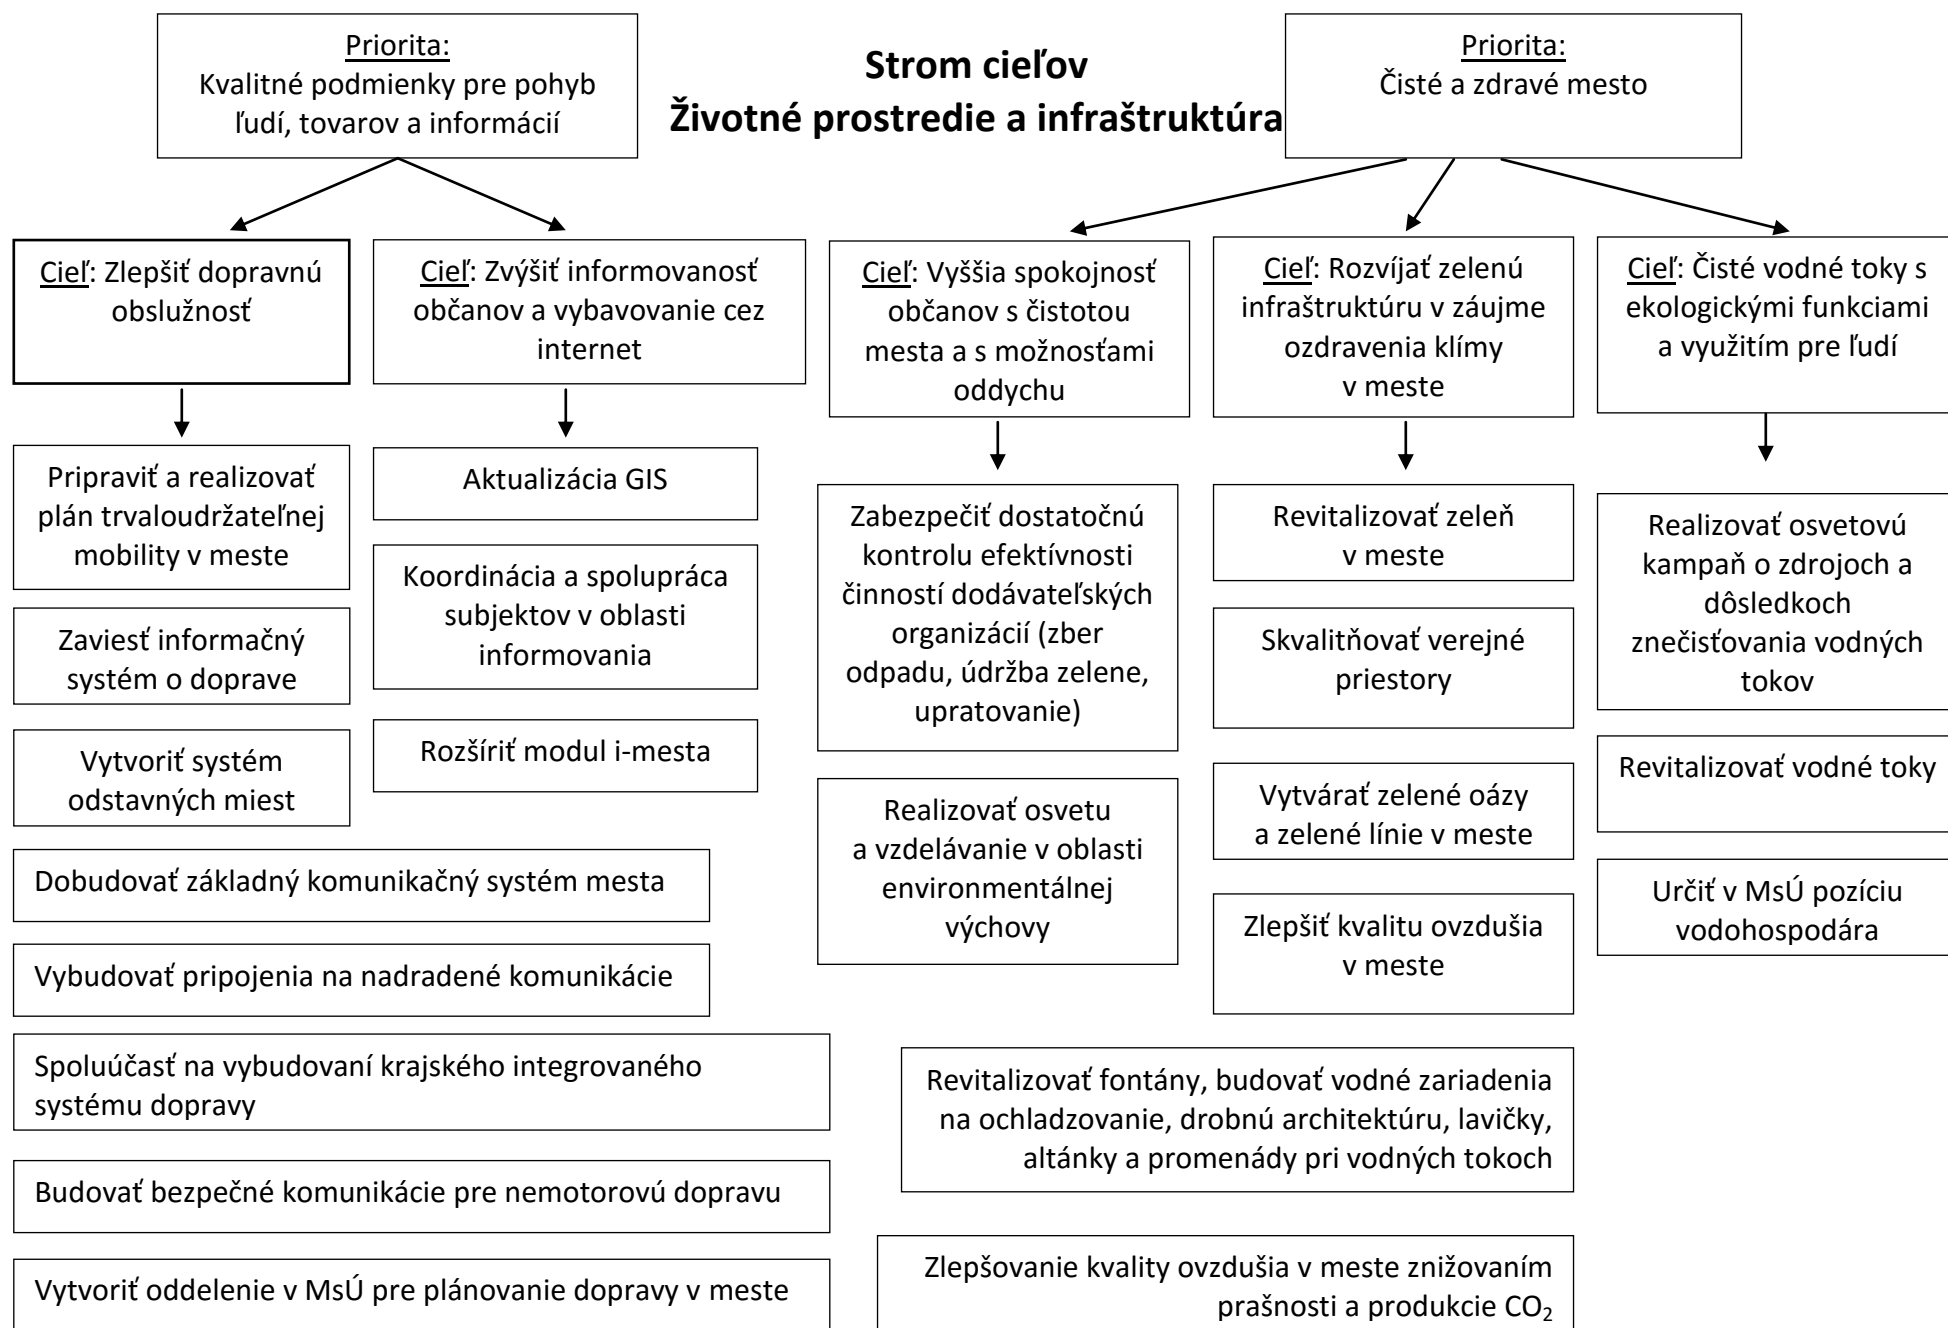 Priorita:
Kvalitné podmienky pre pohyb
ľudí, tovarov a informácií
Strom cieľov
Životné prostredie a infraštruktúra
Priorita:
Čisté a zdravé mesto
Cieľ: Zlepšiť dopravnú
obslužnosť
Cieľ: Zvýšiť informovanosť
občanov a vybavovanie cez
internet
Cieľ: Vyššia spokojnosť
občanov s čistotou
mesta a s možnosťami
oddychu
Cieľ: Rozvíjať zelenú
infraštruktúru v záujme
ozdravenia klímy
v meste
Cieľ: Čisté vodné toky s
ekologickými funkciami
a využitím pre ľudí
Pripraviť a realizovať
plán trvaloudržateľnej
mobility v meste
Zaviesť informačný
systém o doprave
Vytvoriť systém
odstavných miest
Dobudovať základný komunikačný systém mesta
Vybudovať pripojenia na nadradené komunikácie
Spoluúčasť na vybudovaní krajského integrovaného
systému dopravy
Budovať bezpečné komunikácie pre nemotorovú dopravu
Vytvoriť oddelenie v MsÚ pre plánovanie dopravy v meste
Aktualizácia GIS
Koordinácia a spolupráca
subjektov v oblasti
informovania
Rozšíriť modul i-mesta
Zabezpečiť dostatočnú
kontrolu efektívnosti
činností dodávateľských
organizácií (zber
odpadu, údržba zelene,
upratovanie)
Realizovať osvetu
a vzdelávanie v oblasti
environmentálnej
výchovy
Revitalizovať zeleň
v meste
Skvalitňovať verejné
priestory
Vytvárať zelené oázy
a zelené línie v meste
Zlepšiť kvalitu ovzdušia
v meste
Revitalizovať fontány, budovať vodné zariadenia
na ochladzovanie, drobnú architektúru, lavičky,
altánky a promenády pri vodných tokoch
Zlepšovanie kvality ovzdušia v meste znižovaním
prašnosti a produkcie CO₂
Realizovať osvetovú
kampaň o zdrojoch a
dôsledkoch
znečisťovania vodných
tokov
Revitalizovať vodné toky
Určiť v MsÚ pozíciu
vodohospodára